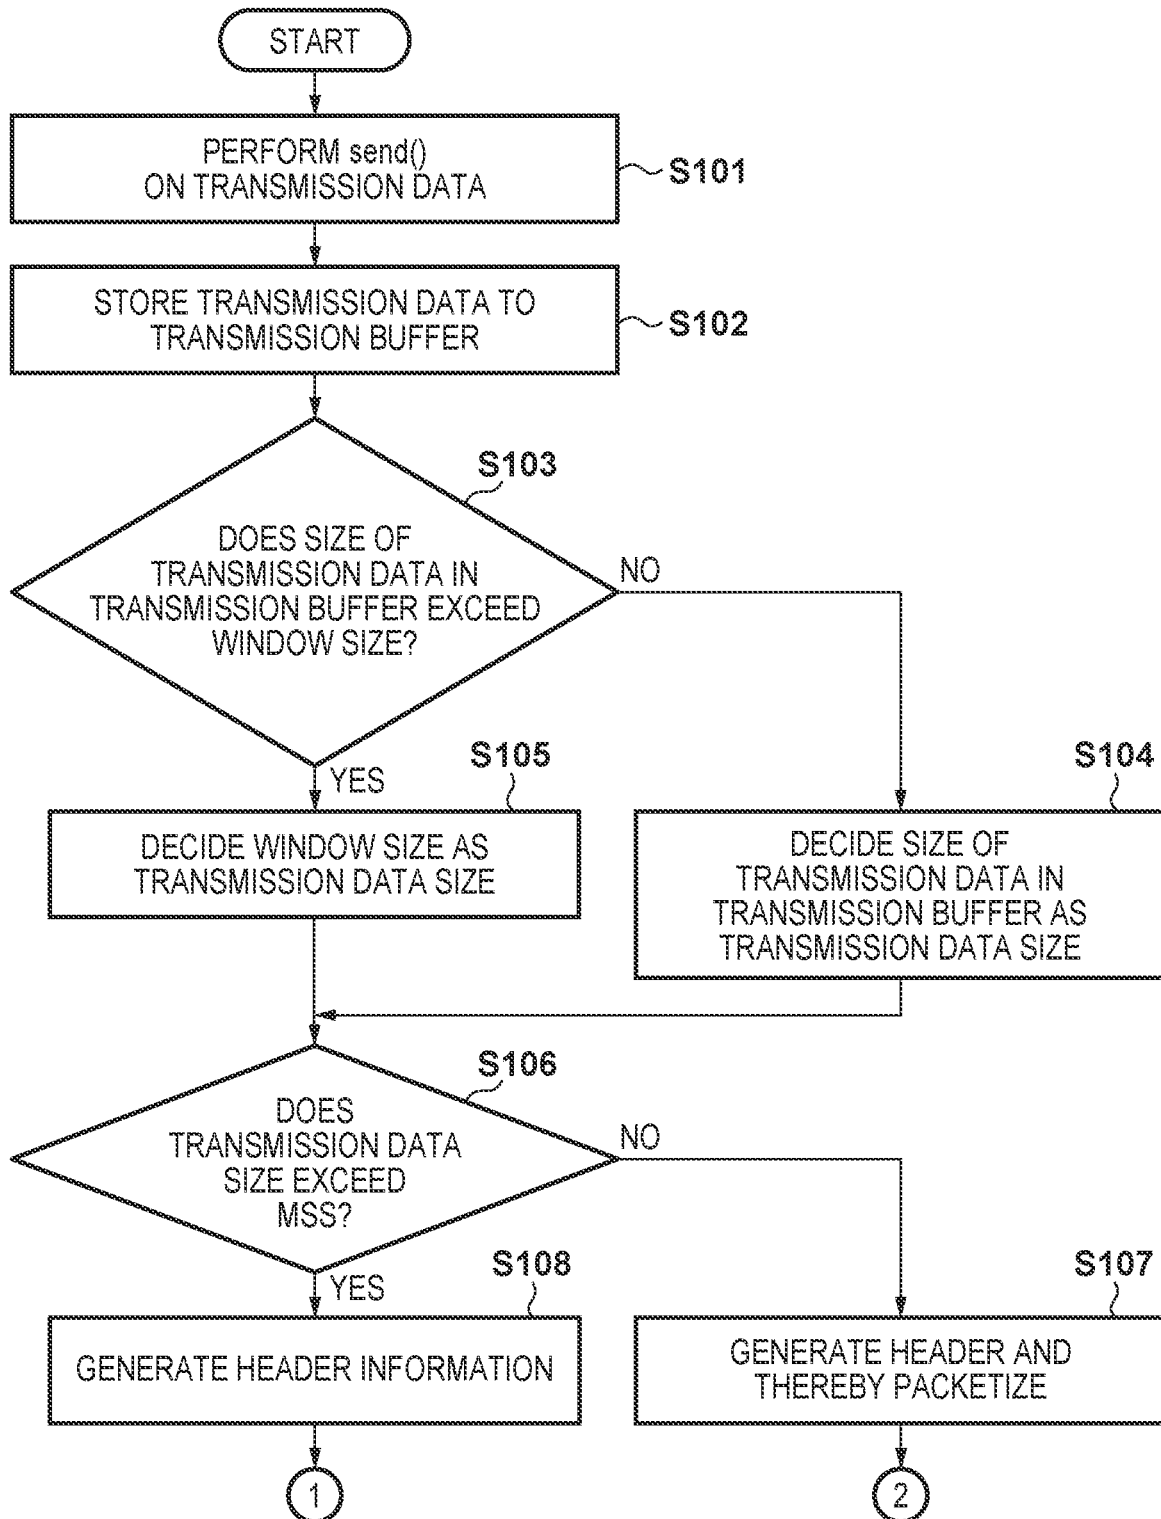 START
PERFORM send()
ON TRANSMISSION DATA
S101
STORE TRANSMISSION DATA TO
TRANSMISSION BUFFER
S102
S103
DOES SIZE OF
TRANSMISSION DATA IN
TRANSMISSION BUFFER EXCEED
WINDOW SIZE?
NO
YES
S105
DECIDE WINDOW SIZE AS
TRANSMISSION DATA SIZE
S104
DECIDE SIZE OF
TRANSMISSION DATA IN
TRANSMISSION BUFFER AS
TRANSMISSION DATA SIZE
S106
DOES
TRANSMISSION DATA
SIZE EXCEED
MSS?
NO
YES
S108
GENERATE HEADER INFORMATION
S107
GENERATE HEADER AND
THEREBY PACKETIZE
1
2